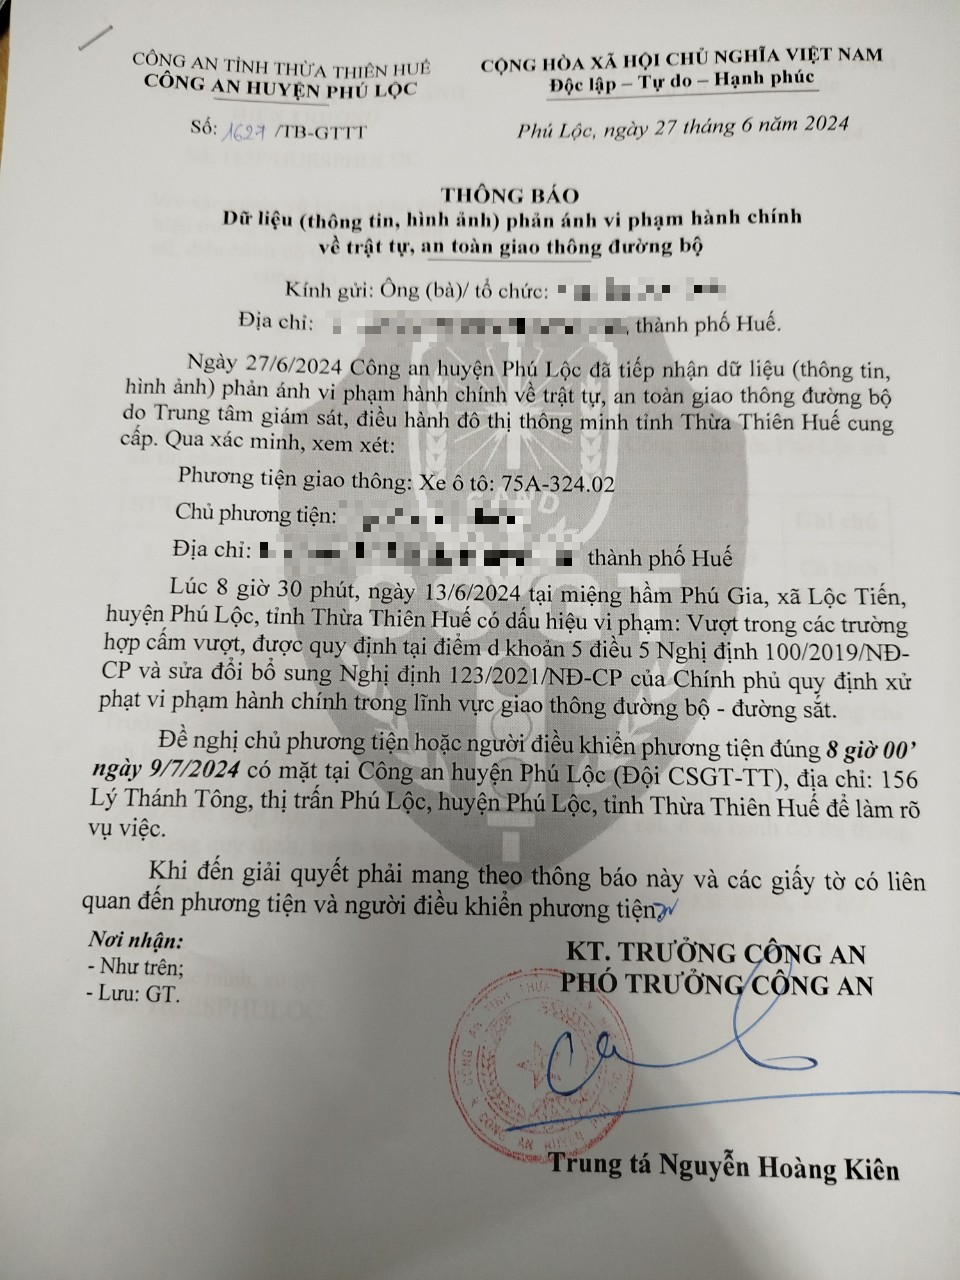 CÔNG AN TỈNH THỪA THIÊN HUẾ
CÔNG AN HUYỆN PHÚ LỘC
Số: 1627 /TB-GTTT
CỘNG HÒA XÃ HỘI CHỦ NGHĨA VIỆT NAM
Độc lập – Tự do – Hạnh phúc
Phú Lộc, ngày 27 tháng 6 năm 2024
THÔNG BÁO
Dữ liệu (thông tin, hình ảnh) phản ánh vi phạm hành chính
về trật tự, an toàn giao thông đường bộ
Kính gửi: Ông (bà)/ tổ chức:
Địa chỉ: , thành phố Huế.
Ngày 27/6/2024 Công an huyện Phú Lộc đã tiếp nhận dữ liệu (thông tin,
hình ảnh) phản ánh vi phạm hành chính về trật tự, an toàn giao thông đường bộ
do Trung tâm giám sát, điều hành đô thị thông minh tỉnh Thừa Thiên Huế cung
cấp. Qua xác minh, xem xét:
Phương tiện giao thông: Xe ô tô: 75A-324.02
Chủ phương tiện:
Địa chỉ: thành phố Huế
Lúc 8 giờ 30 phút, ngày 13/6/2024 tại miệng hầm Phú Gia, xã Lộc Tiến,
huyện Phú Lộc, tỉnh Thừa Thiên Huế có dấu hiệu vi phạm: Vượt trong các trường
hợp cấm vượt, được quy định tại điểm d khoản 5 điều 5 Nghị định 100/2019/NĐ-
CP và sửa đổi bổ sung Nghị định 123/2021/NĐ-CP của Chính phủ quy định xử
phạt vi phạm hành chính trong lĩnh vực giao thông đường bộ - đường sắt.
Đề nghị chủ phương tiện hoặc người điều khiển phương tiện đúng 8 giờ 00’
ngày 9/7/2024 có mặt tại Công an huyện Phú Lộc (Đội CSGT-TT), địa chỉ: 156
Lý Thánh Tông, thị trấn Phú Lộc, huyện Phú Lộc, tỉnh Thừa Thiên Huế để làm rõ
vụ việc.
Khi đến giải quyết phải mang theo thông báo này và các giấy tờ có liên
quan đến phương tiện và người điều khiển phương tiện.
Nơi nhận:
- Như trên;
- Lưu: GT.
KT. TRƯỞNG CÔNG AN
PHÓ TRƯỞNG CÔNG AN
Trung tá Nguyễn Hoàng Kiên
CAND
CSGT